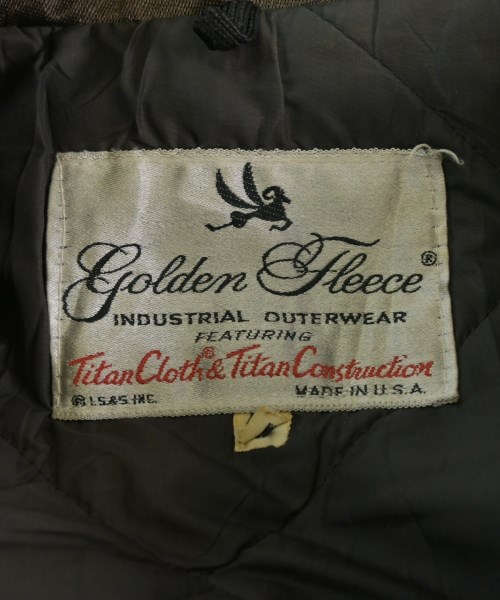 Golden Fleece®
INDUSTRIAL OUTERWEAR
FEATURING
Titan Cloth® & Titan Construction
® I.S.&S. INC. MADE IN U.S.A.